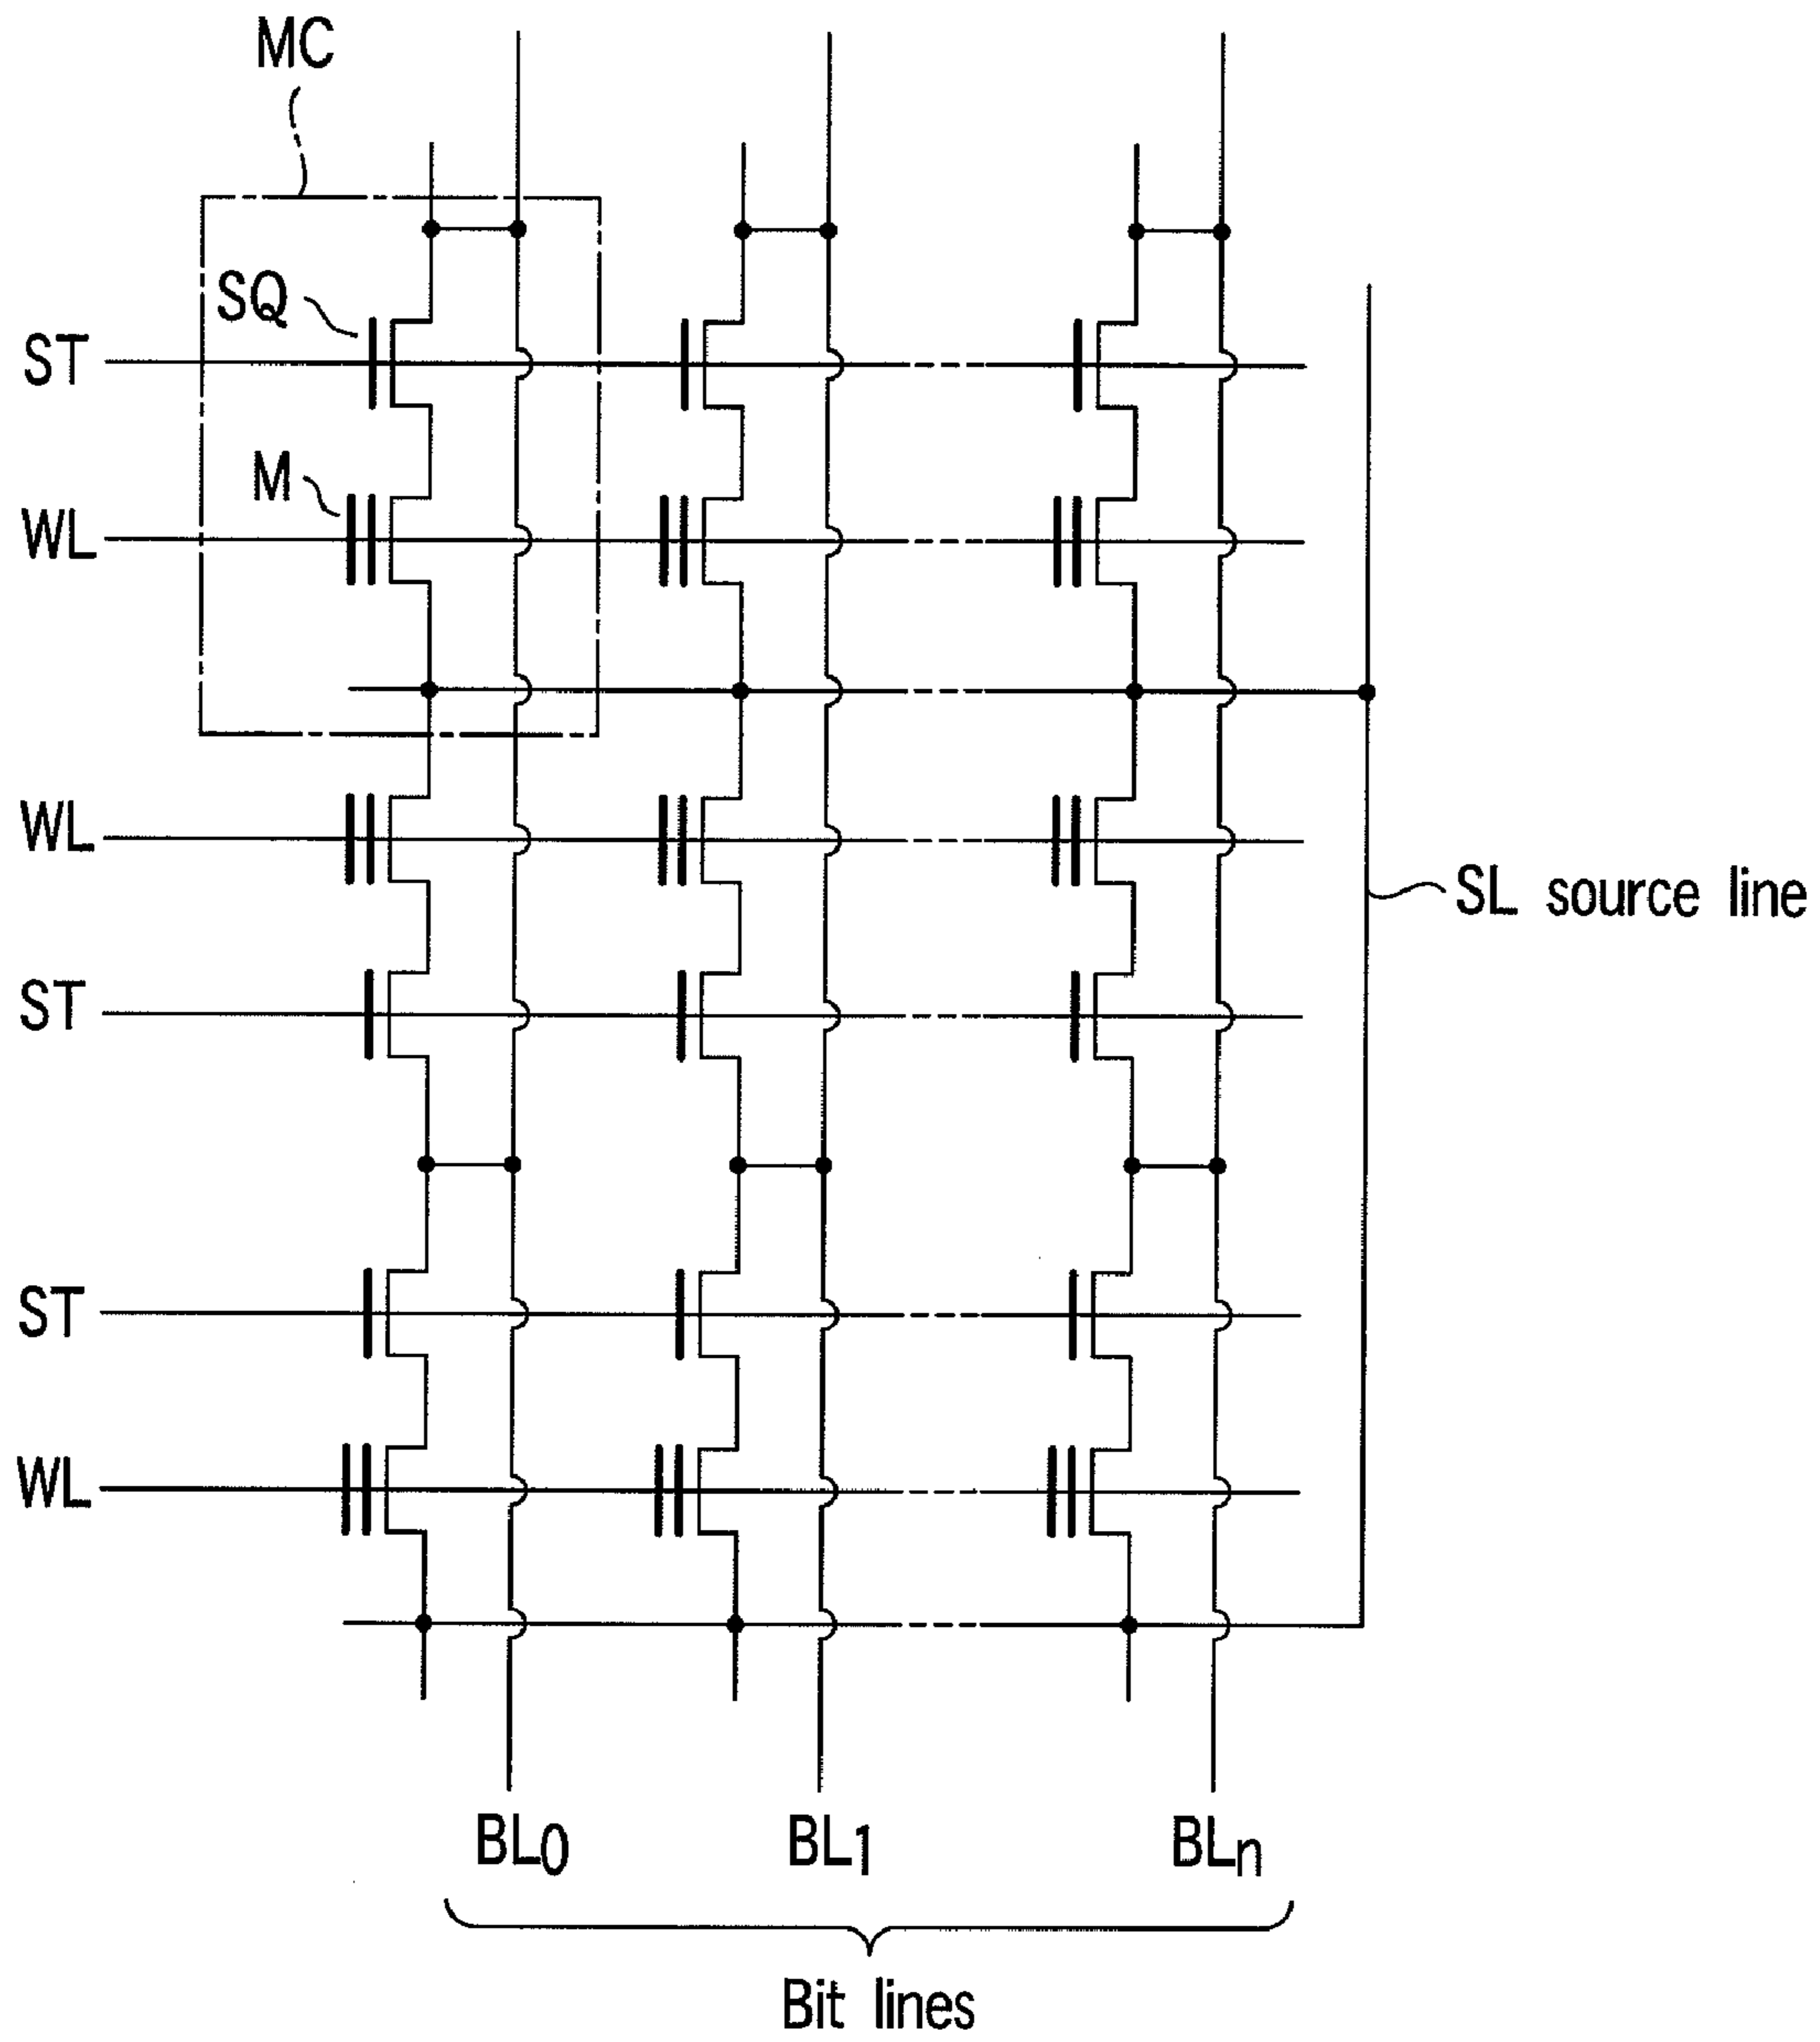 MC
SQ
ST
M
WL
WL
SL source line
ST
ST
WL
BL0 BL1 BLn
Bit lines